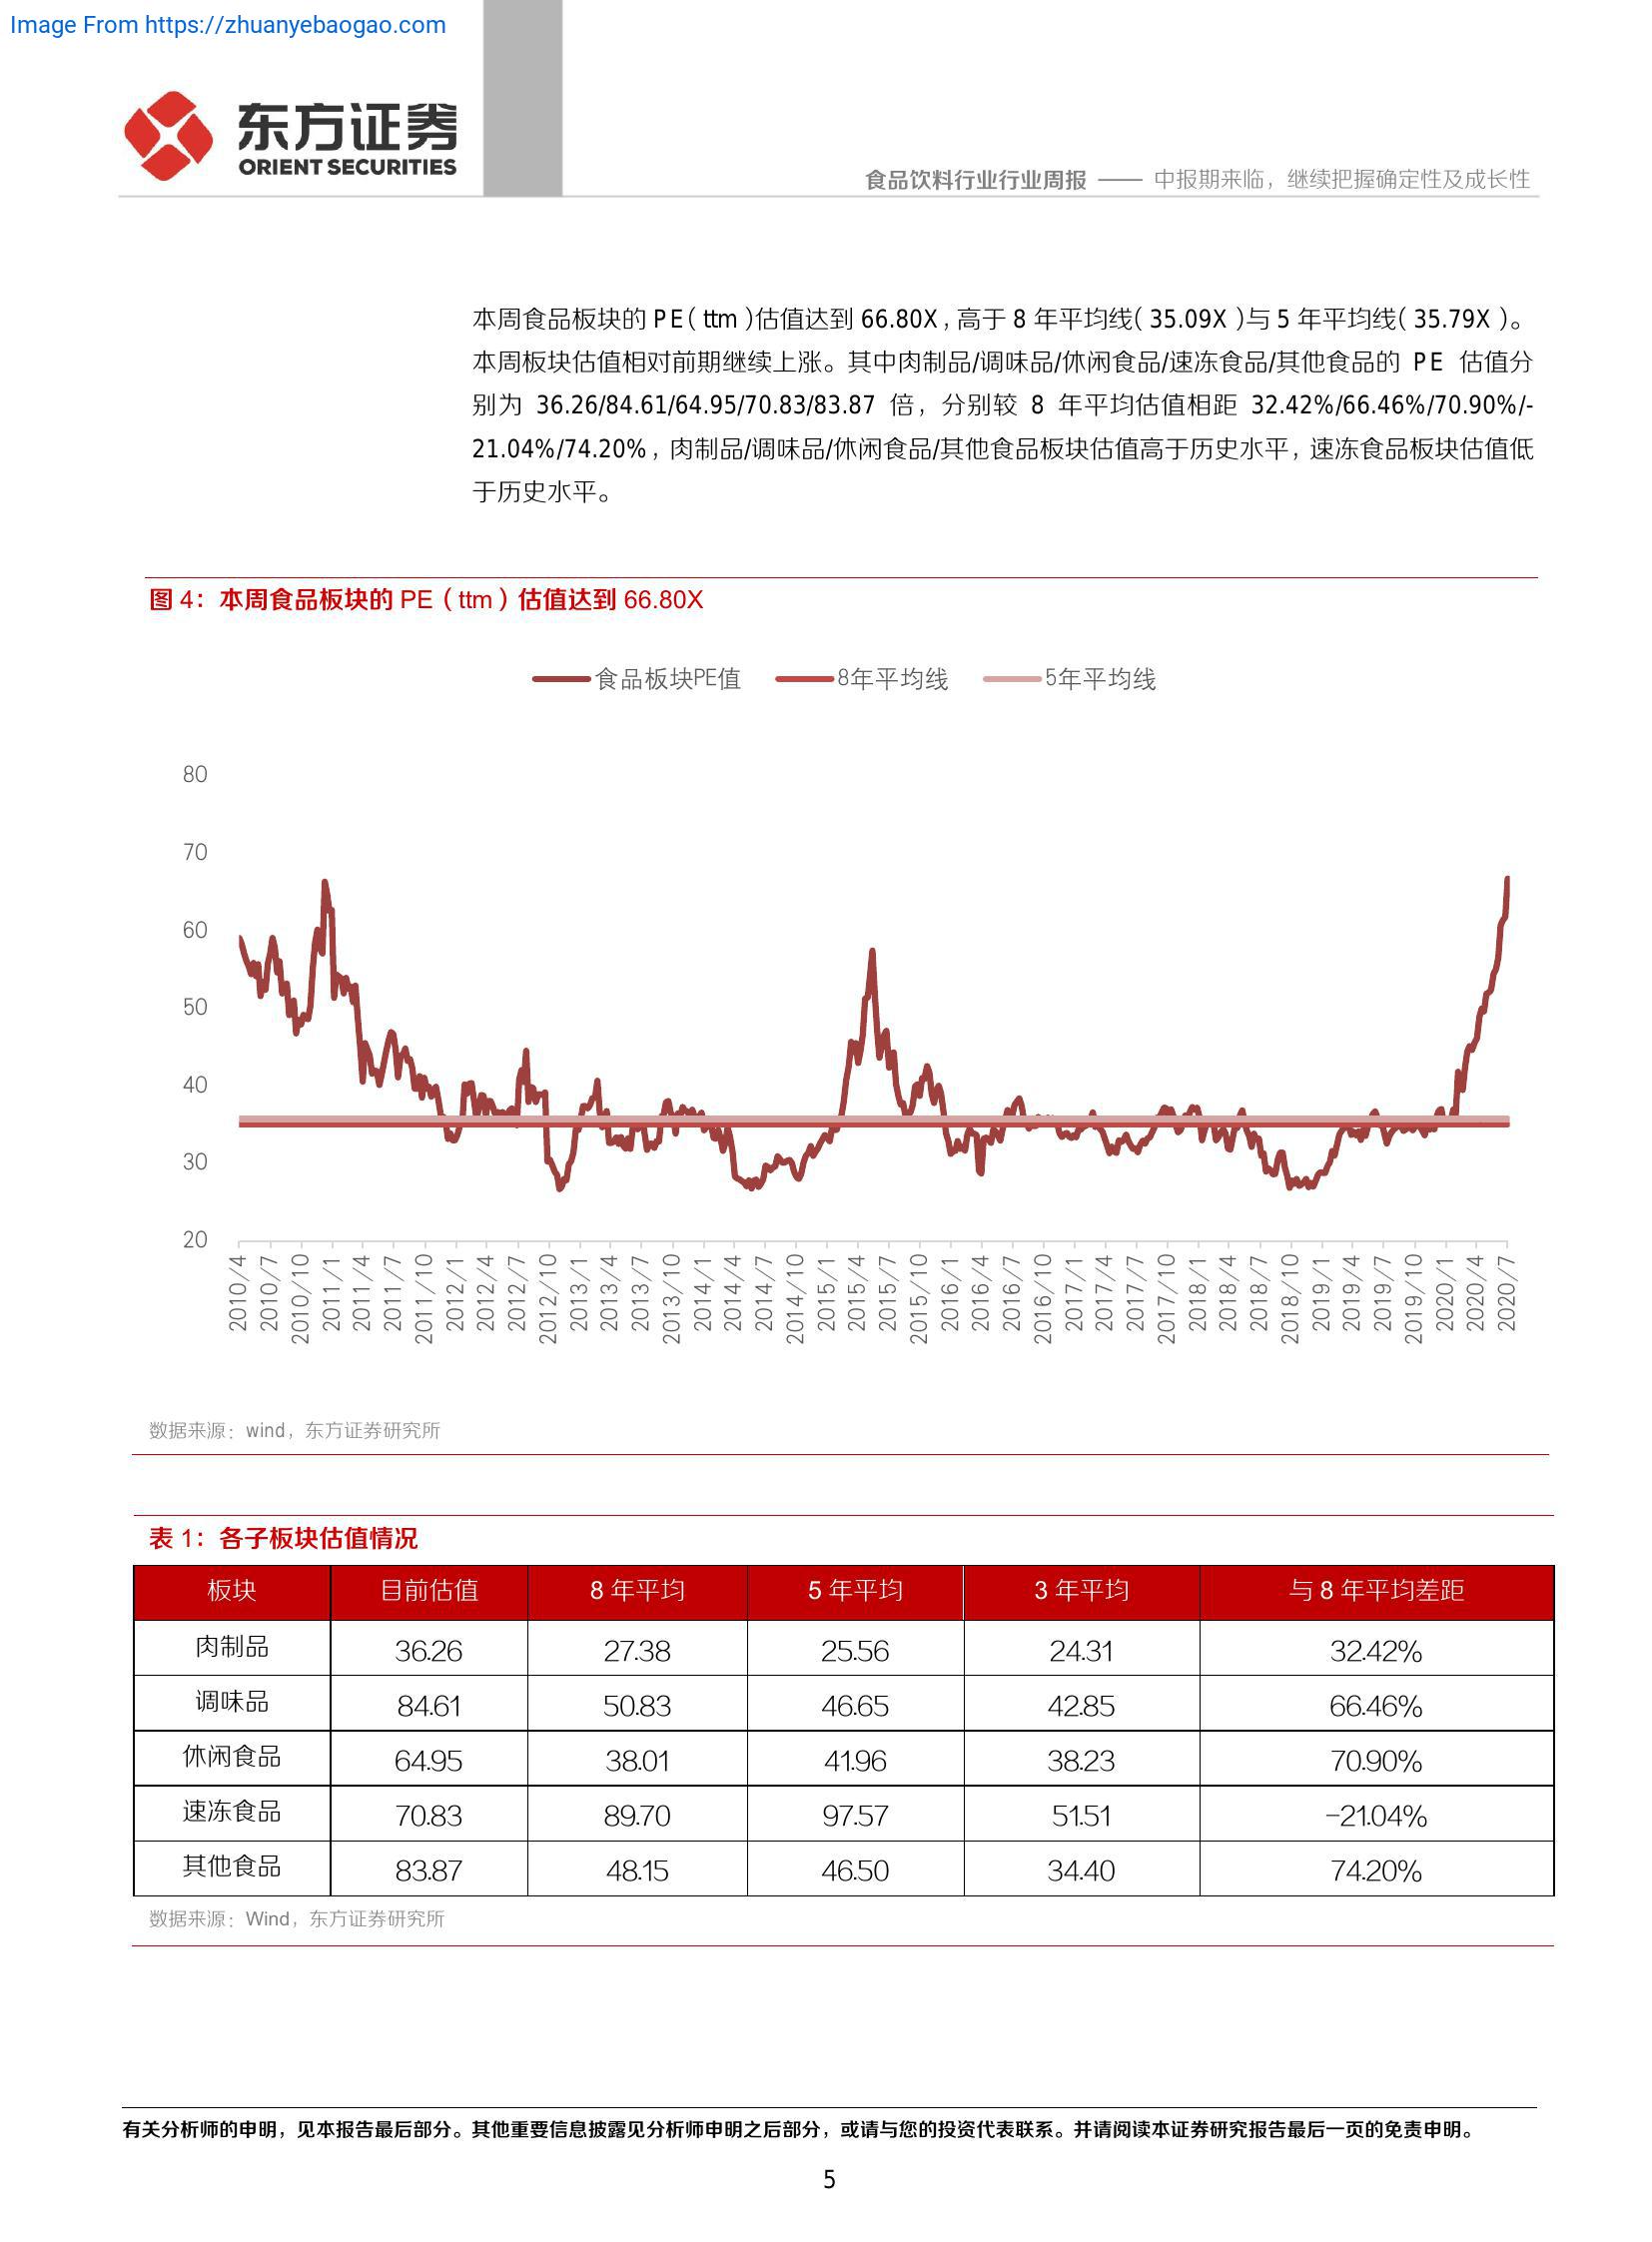 Image From https://zhuanyebaogao.com
东方证券
ORIENT SECURITIES
食品饮料行业行业周报 —— 中报期来临，继续把握确定性及成长性
本周食品板块的 PE（ttm）估值达到 66.80X，高于 8 年平均线（35.09X）与 5 年平均线（35.79X）。
本周板块估值相对前期继续上涨。其中肉制品/调味品/休闲食品/速冻食品/其他食品的 PE 估值分
别为 36.26/84.61/64.95/70.83/83.87 倍，分别较 8 年平均估值相距 32.42%/66.46%/70.90%/-
21.04%/74.20%，肉制品/调味品/休闲食品/其他食品板块估值高于历史水平，速冻食品板块估值低
于历史水平。
图 4：本周食品板块的 PE（ttm）估值达到 66.80X
食品板块PE值 8年平均线 5年平均线
80
70
60
50
40
30
20
2010/4 2010/7 2010/10 2011/1 2011/4 2011/7 2011/10 2012/1 2012/4 2012/7 2012/10 2013/1 2013/4 2013/7 2013/10 2014/1 2014/4 2014/7 2014/10 2015/1 2015/4 2015/7 2015/10 2016/1 2016/4 2016/7 2016/10 2017/1 2017/4 2017/7 2017/10 2018/1 2018/4 2018/7 2018/10 2019/1 2019/4 2019/7 2019/10 2020/1 2020/4 2020/7
数据来源：wind，东方证券研究所
表 1：各子板块估值情况
板块 目前估值 8 年平均 5 年平均 3 年平均 与 8 年平均差距
肉制品 36.26 27.38 25.56 24.31 32.42%
调味品 84.61 50.83 46.65 42.85 66.46%
休闲食品 64.95 38.01 41.96 38.23 70.90%
速冻食品 70.83 89.70 97.57 51.51 -21.04%
其他食品 83.87 48.15 46.50 34.40 74.20%
数据来源：Wind，东方证券研究所
有关分析师的申明，见本报告最后部分。其他重要信息披露见分析师申明之后部分，或请与您的投资代表联系。并请阅读本证券研究报告最后一页的免责申明。
5